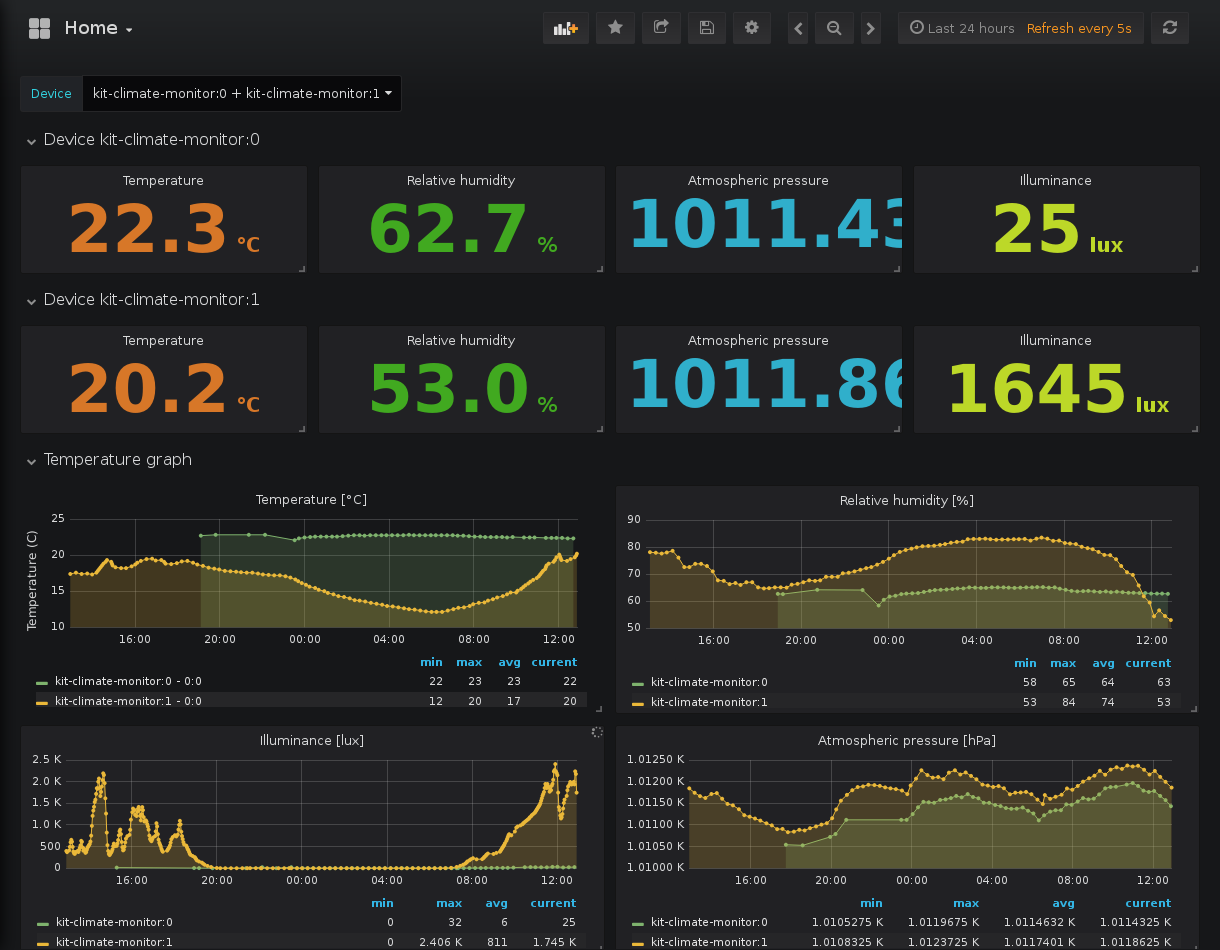 Home
Last 24 hours Refresh every 5s
Device kit-climate-monitor:0 + kit-climate-monitor:1
Device kit-climate-monitor:0
Temperature Relative humidity Atmospheric pressure Illuminance
22.3 °C 62.7 % 1011.43 25 lux
Device kit-climate-monitor:1
Temperature Relative humidity Atmospheric pressure Illuminance
20.2 °C 53.0 % 1011.86 1645 lux
Temperature graph
Temperature [°C]
Temperature (C)
25
20
15
10
16:00 20:00 00:00 04:00 08:00 12:00
min max avg current
kit-climate-monitor:0 - 0:0 22 23 23 22
kit-climate-monitor:1 - 0:0 12 20 17 20
Relative humidity [%]
90
80
70
60
50
16:00 20:00 00:00 04:00 08:00 12:00
min max avg current
kit-climate-monitor:0 58 65 64 63
kit-climate-monitor:1 53 84 74 53
Illuminance [lux]
2.5 K
2.0 K
1.5 K
1.0 K
500
0
16:00 20:00 00:00 04:00 08:00 12:00
min max avg current
kit-climate-monitor:0 0 32 6 25
kit-climate-monitor:1 0 2.406 K 811 1.745 K
Atmospheric pressure [hPa]
1.01250 K
1.01200 K
1.01150 K
1.01100 K
1.01050 K
1.01000 K
16:00 20:00 00:00 04:00 08:00 12:00
min max avg current
kit-climate-monitor:0 1.0105275 K 1.0119675 K 1.0114632 K 1.0114325 K
kit-climate-monitor:1 1.0108325 K 1.0123725 K 1.0117401 K 1.0118625 K